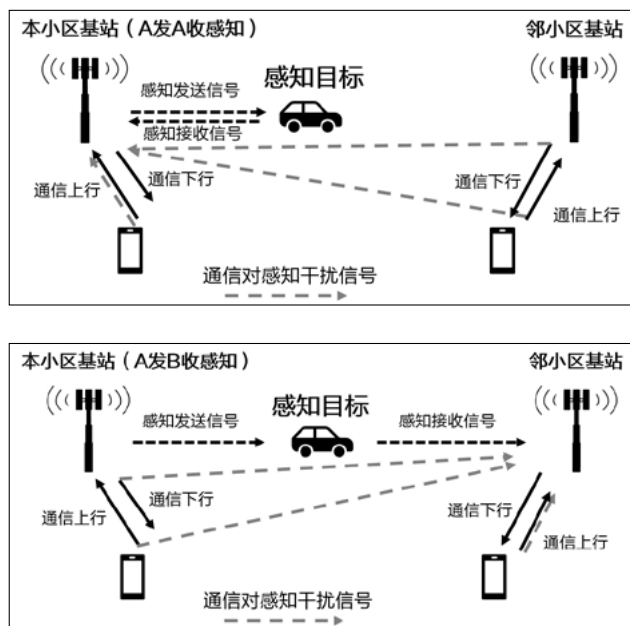 本小区基站（A发A收感知）
邻小区基站
感知目标
感知发送信号
感知接收信号
通信上行
通信下行
通信下行
通信上行
通信对感知干扰信号
本小区基站（A发B收感知）
邻小区基站
感知目标
感知发送信号
感知接收信号
通信上行
通信下行
通信下行
通信上行
通信对感知干扰信号